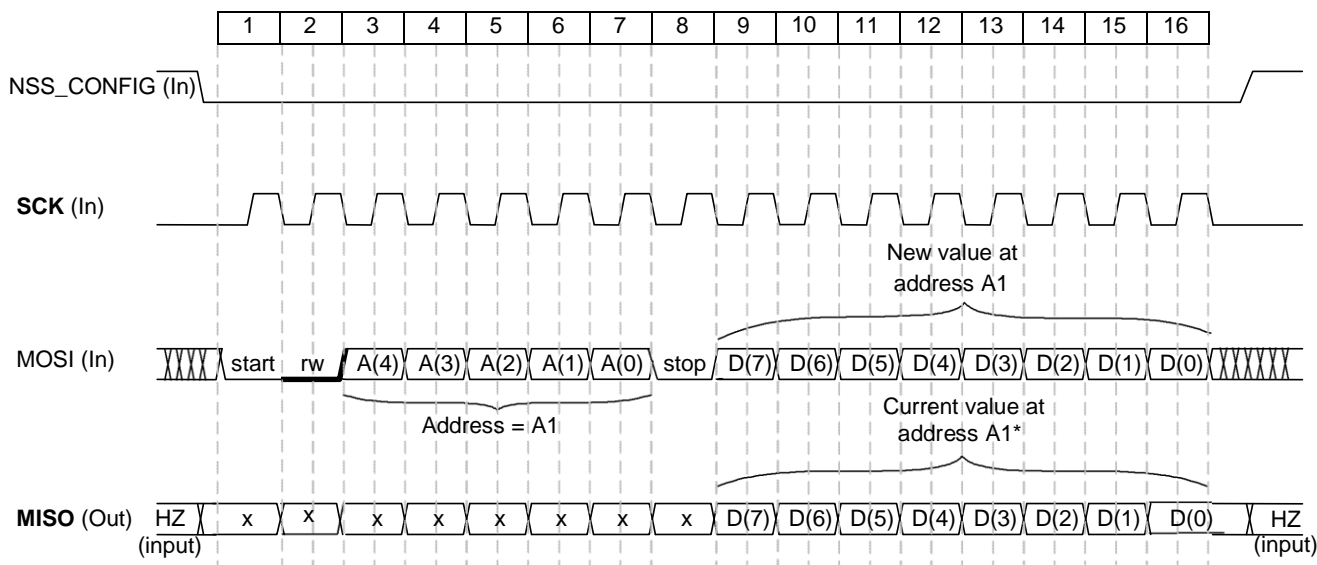 1 2 3 4 5 6 7 8 9 10 11 12 13 14 15 16
NSS_CONFIG (In)
SCK (In)
New value at
address A1
MOSI (In) start rw A(4) A(3) A(2) A(1) A(0) stop D(7) D(6) D(5) D(4) D(3) D(2) D(1) D(0)
Address = A1
Current value at
address A1*
MISO (Out) HZ x x x x x x x x D(7) D(6) D(5) D(4) D(3) D(2) D(1) D(0) HZ
(input) (input)